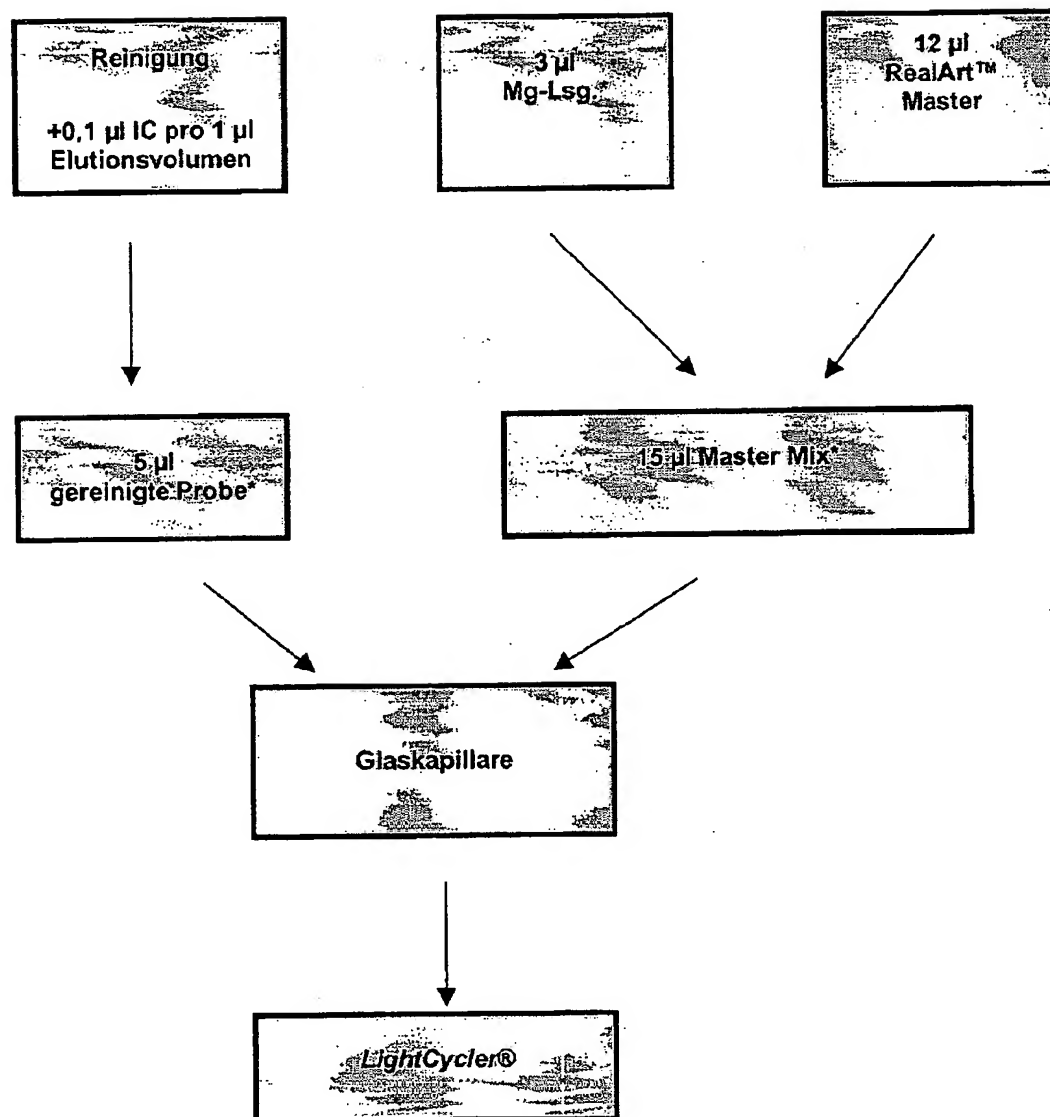 Reinigung
+0,1 µl IC pro 1 µl
Elutionsvolumen
3 µl
Mg-Lsg.
12 µl
RealArt™
Master
5 µl
gereinigte Probe*
15 µl Master Mix*
Glaskapillare
LightCycler®